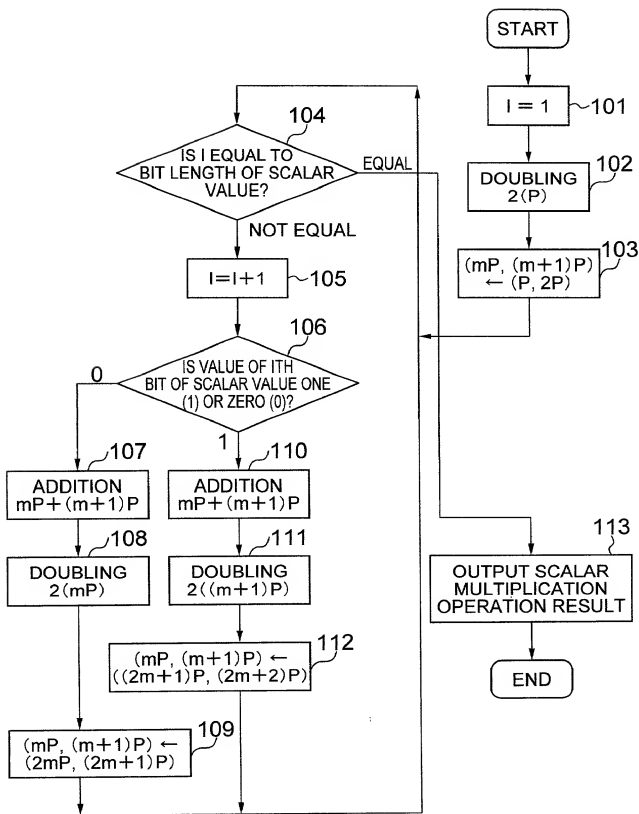 START
I = 1
101
DOUBLING
2(P)
102
(mP, (m+1)P)
← (P, 2P)
103
104
IS I EQUAL TO
BIT LENGTH OF SCALAR
VALUE?
EQUAL
NOT EQUAL
I=I+1
105
106
IS VALUE OF ITH
BIT OF SCALAR VALUE ONE
(1) OR ZERO (0)?
0
1
107
ADDITION
mP+(m+1)P
108
DOUBLING
2(mP)
109
(mP, (m+1)P) ←
(2mP, (2m+1)P)
110
ADDITION
mP+(m+1)P
111
DOUBLING
2((m+1)P)
112
(mP, (m+1)P) ←
((2m+1)P, (2m+2)P)
113
OUTPUT SCALAR
MULTIPLICATION
OPERATION RESULT
END